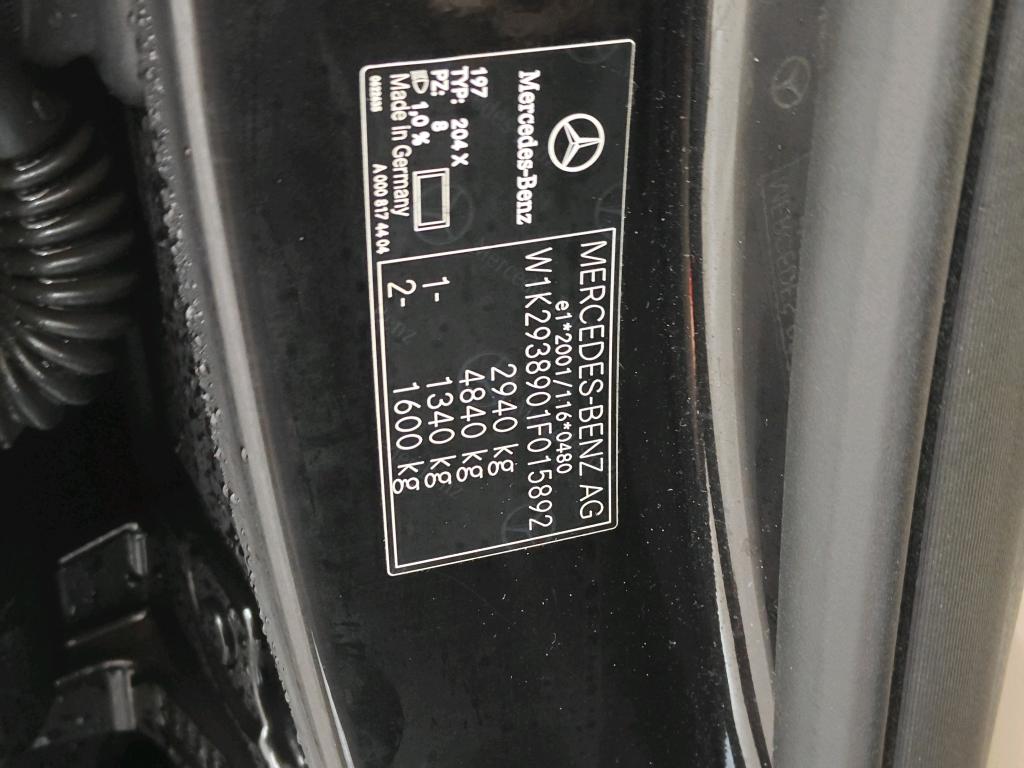 Mercedes-Benz
197
TYP: 204 X
PZ: 8
1,0 %
Made in Germany
A 000 817 44 04
MERCEDES-BENZ AG
e1*2001/116*0480
W1K2938901F015892
2940 kg
4840 kg
1- 1340 kg
2- 1600 kg